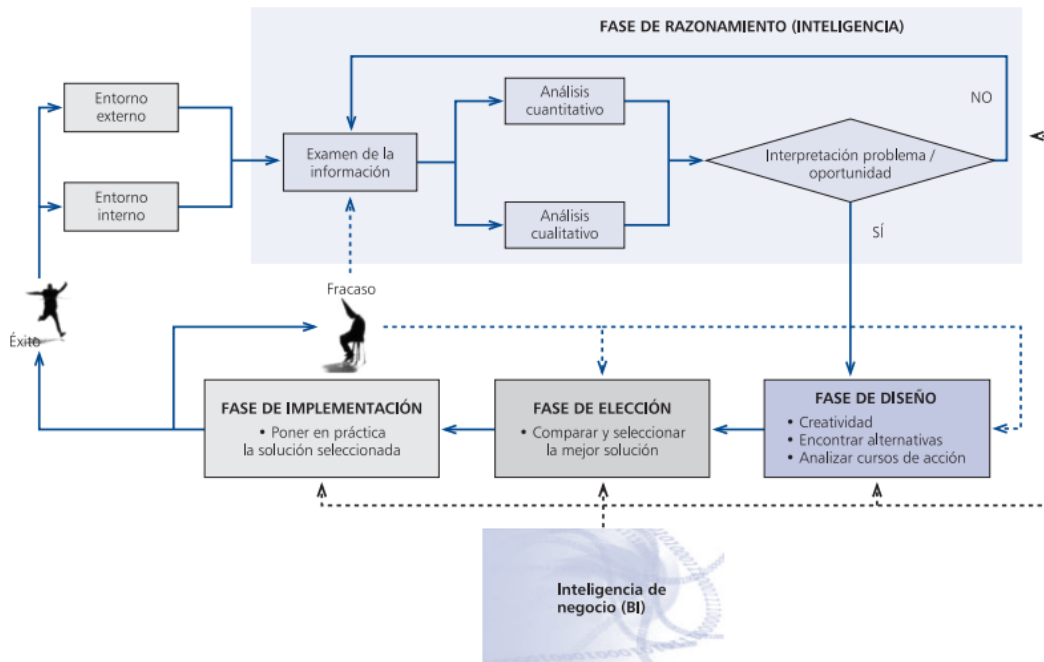 FASE DE RAZONAMIENTO (INTELIGENCIA)
Entorno
externo
Entorno
interno
Examen de la
información
Análisis
cuantitativo
Análisis
cualitativo
Interpretación problema /
oportunidad
NO
SÍ
Éxito
Fracaso
FASE DE IMPLEMENTACIÓN
• Poner en práctica
la solución seleccionada
FASE DE ELECCIÓN
• Comparar y seleccionar
la mejor solución
FASE DE DISEÑO
• Creatividad
• Encontrar alternativas
• Analizar cursos de acción
Inteligencia de
negocio (BI)